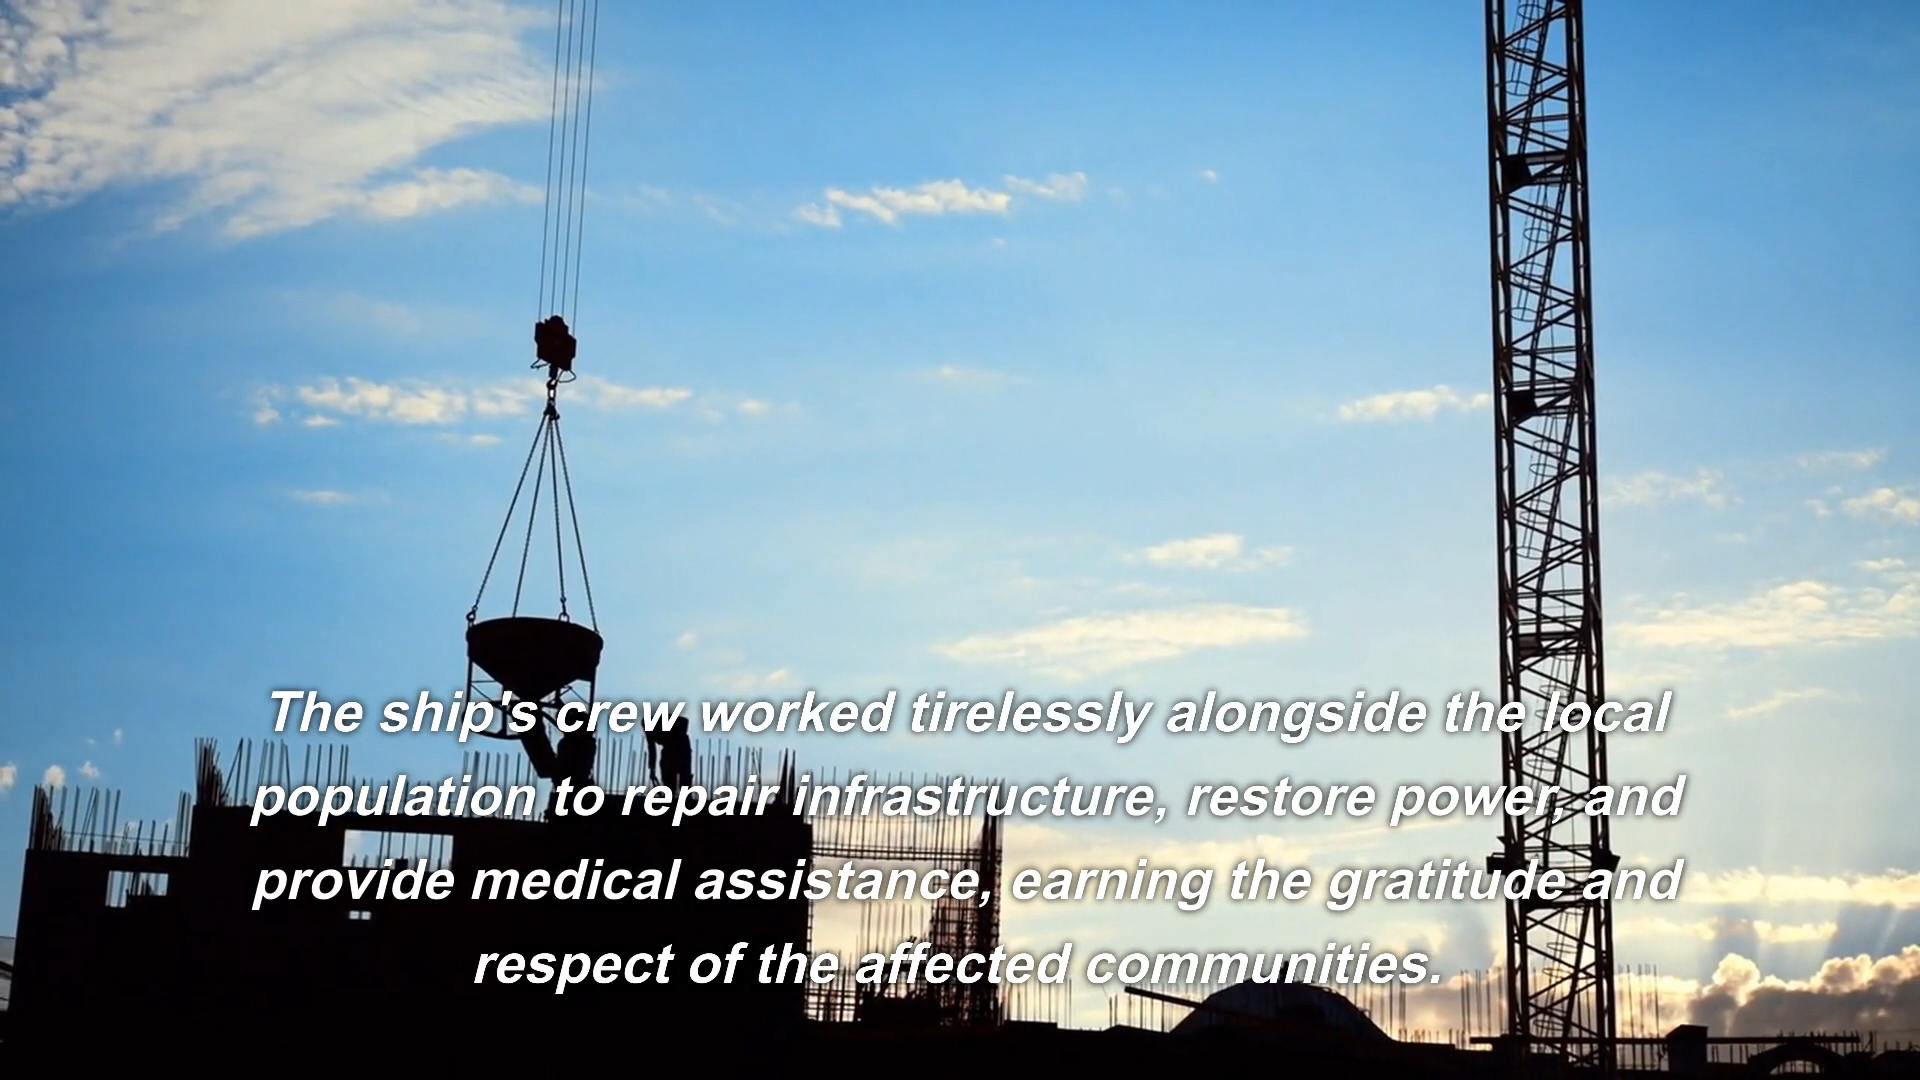 The ship's crew worked tirelessly alongside the local
population to repair infrastructure, restore power, and
provide medical assistance, earning the gratitude and
respect of the affected communities.